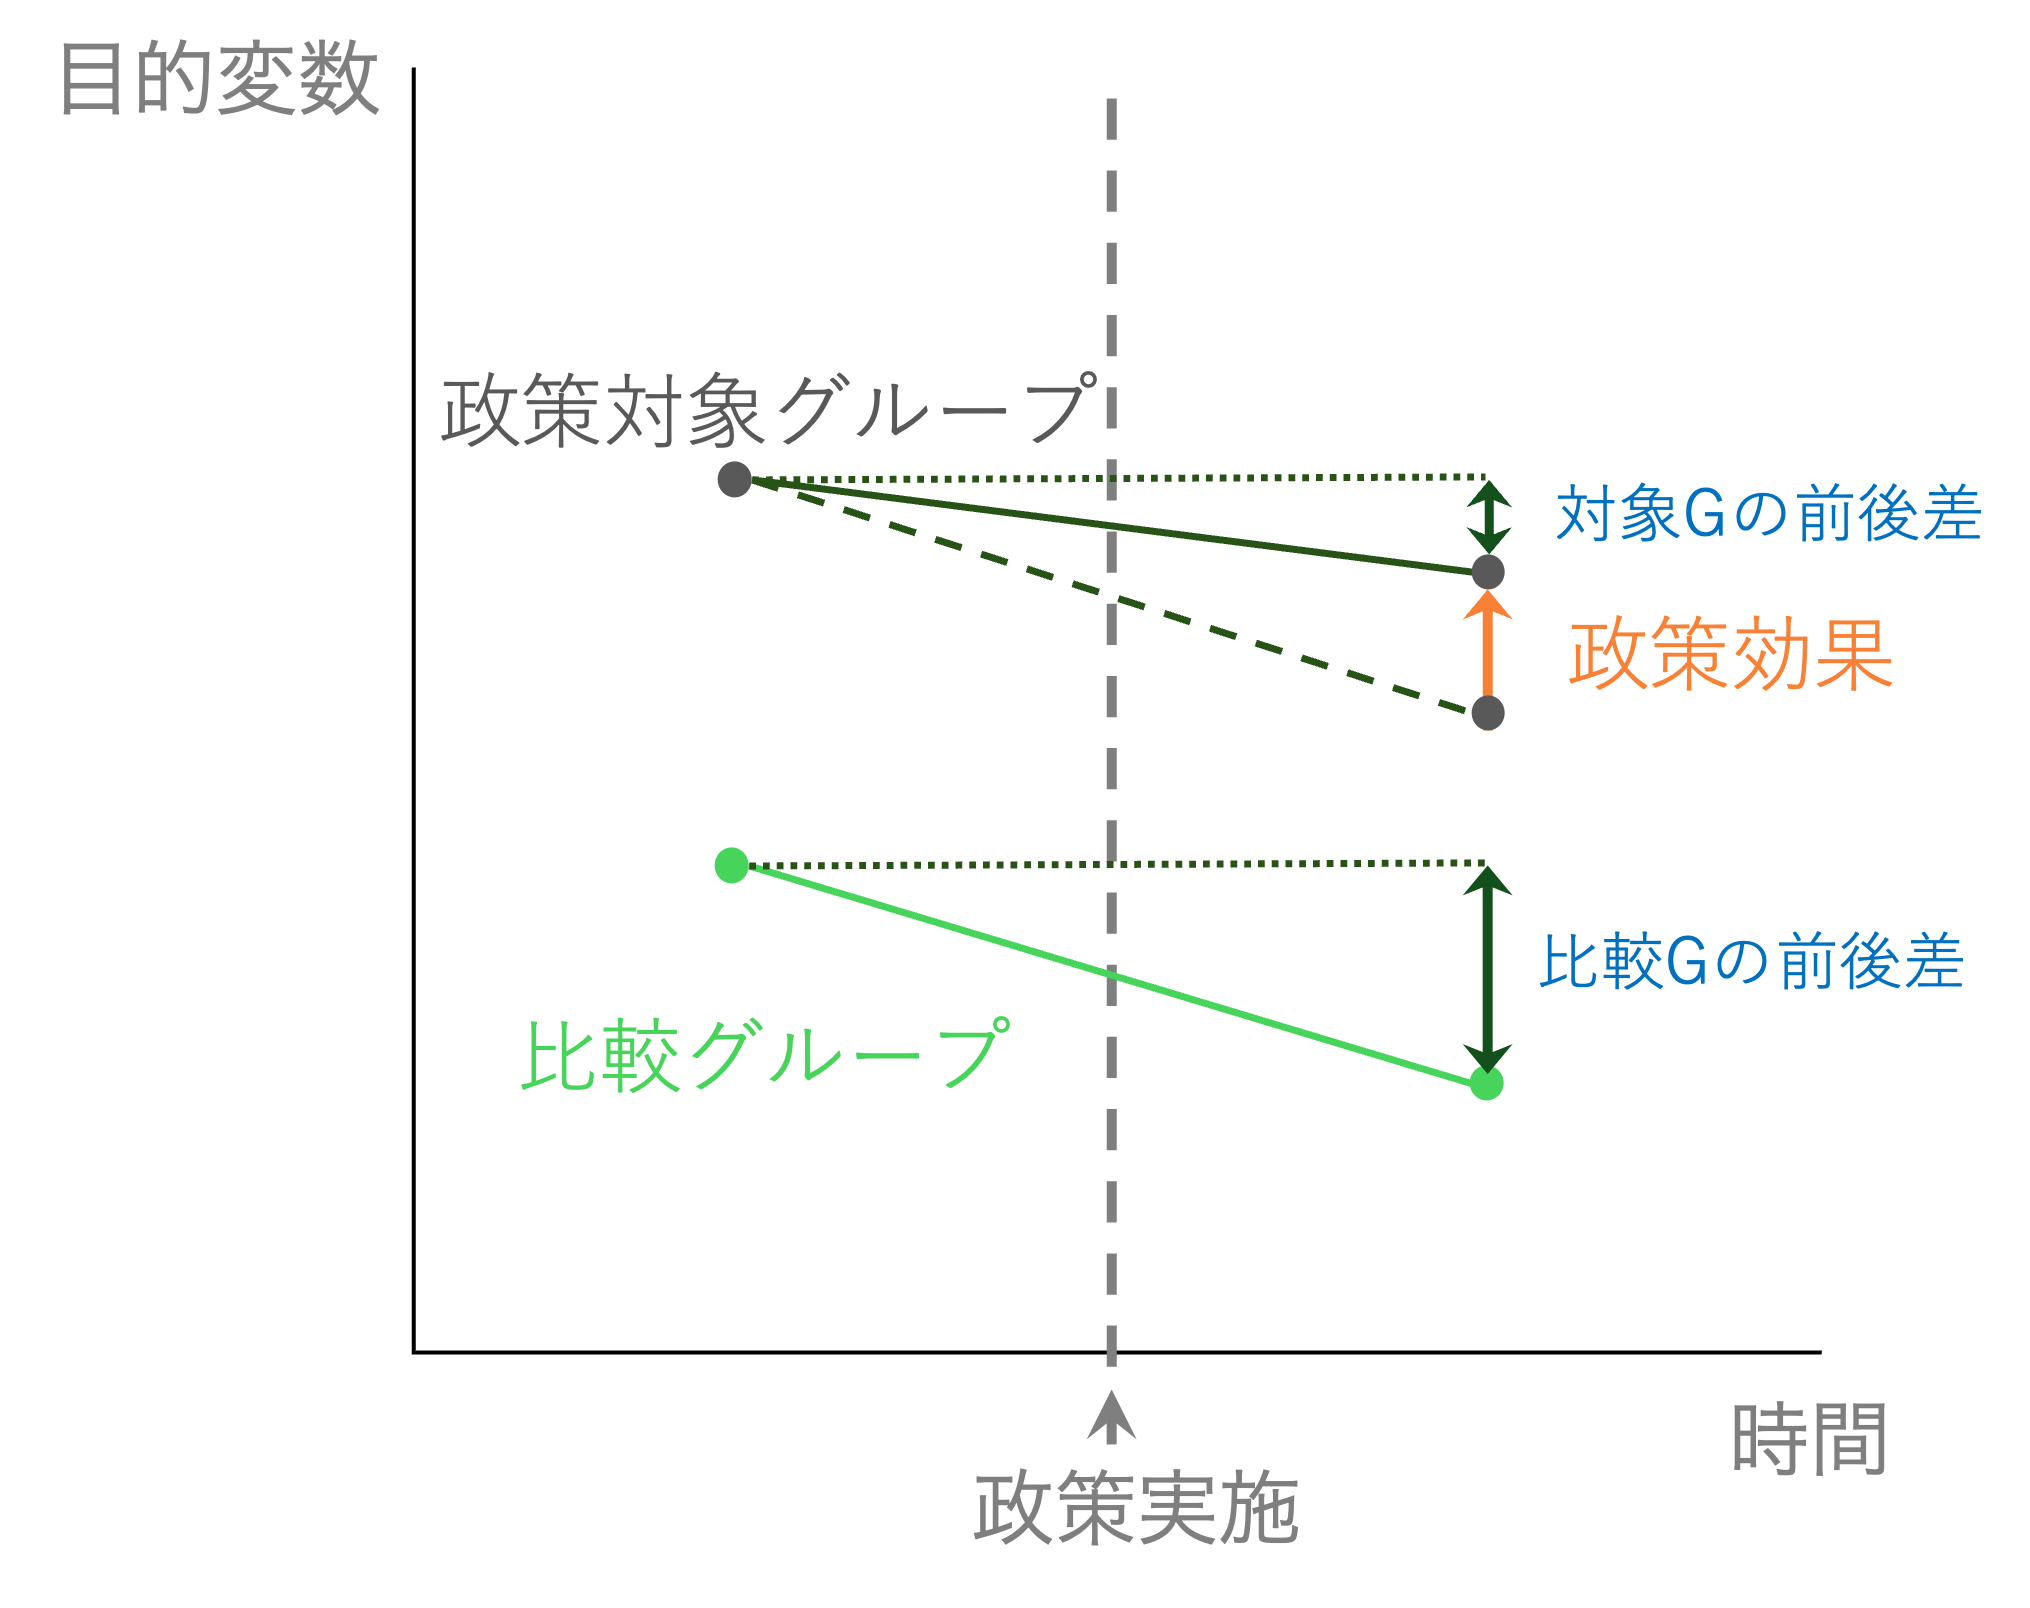 目的変数
政策対象グループ
対象Gの前後差
政策効果
比較Gの前後差
比較グループ
時間
政策実施